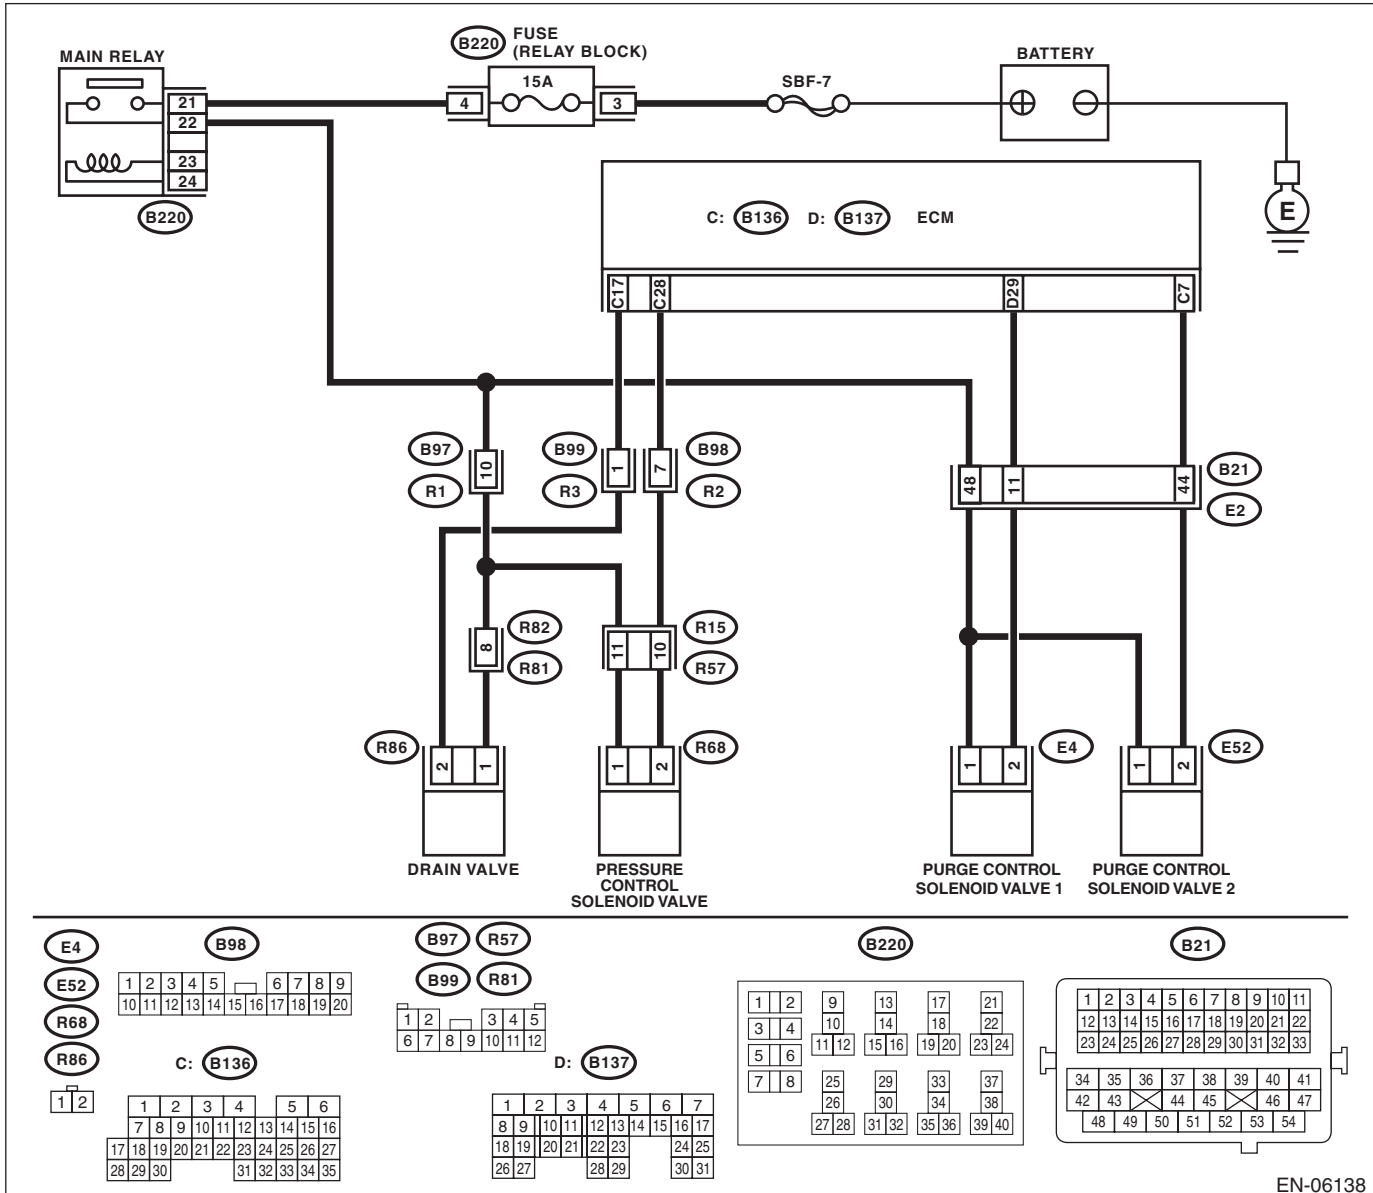 B220 FUSE
(RELAY BLOCK)
MAIN RELAY
15A
SBF-7
BATTERY
21
4
3
22
23
24
B220
E
C: B136 D: B137 ECM
C17 C28 D29 C7
B97 B99 B98
10 1 7
R1 R3 R2
48 11 44
B21
E2
R82 R15
8 11 10
R81 R57
R86 R68 E4 E52
2 1 1 2 1 2 1 2
DRAIN VALVE
PRESSURE
CONTROL
SOLENOID VALVE
PURGE CONTROL
SOLENOID VALVE 1
PURGE CONTROL
SOLENOID VALVE 2
E4
E52
R68
R86
1 2
B98
1 2 3 4 5 6 7 8 9
10 11 12 13 14 15 16 17 18 19 20
C: B136
1 2 3 4 5 6
7 8 9 10 11 12 13 14 15 16
17 18 19 20 21 22 23 24 25 26 27
28 29 30 31 32 33 34 35
B97 R57
B99 R81
1 2 3 4 5
6 7 8 9 10 11 12
D: B137
1 2 3 4 5 6 7
8 9 10 11 12 13 14 15 16 17
18 19 20 21 22 23 24 25
26 27 28 29 30 31
B220
1 2 9 13 17 21
3 4 10 14 18 22
5 6 11 12 15 16 19 20 23 24
7 8 25 29 33 37
26 30 34 38
27 28 31 32 35 36 39 40
B21
1 2 3 4 5 6 7 8 9 10 11
12 13 14 15 16 17 18 19 20 21 22
23 24 25 26 27 28 29 30 31 32 33
34 35 36 37 38 39 40 41
42 43 44 45 46 47
48 49 50 51 52 53 54
EN-06138